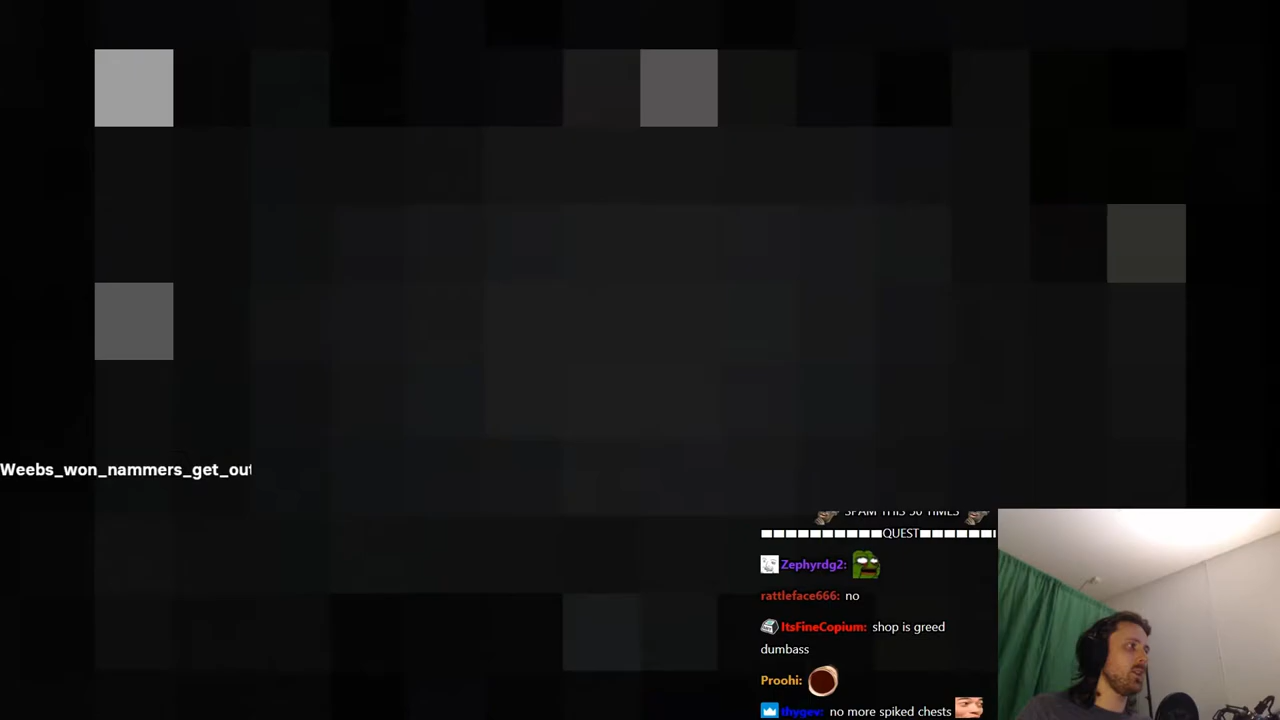 Weebs_won_nammers_get_out
SPAM THIS 50 TIMES
QUEST
Zephyrdg2:
rattleface666: no
ItsFineCopium: shop is greed
dumbass
Proohi:
thygev: no more spiked chests